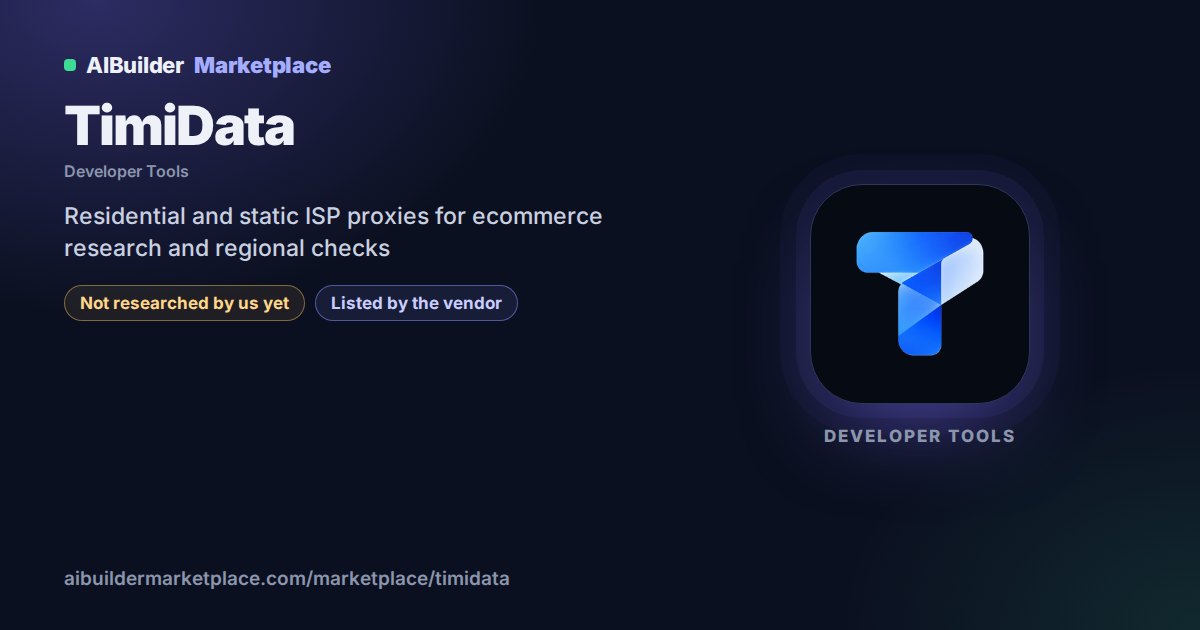 AIBuilder Marketplace
TimiData
Developer Tools
Residential and static ISP proxies for ecommerce
research and regional checks
Not researched by us yet
Listed by the vendor
DEVELOPER TOOLS
aibuildermarketplace.com/marketplace/timidata